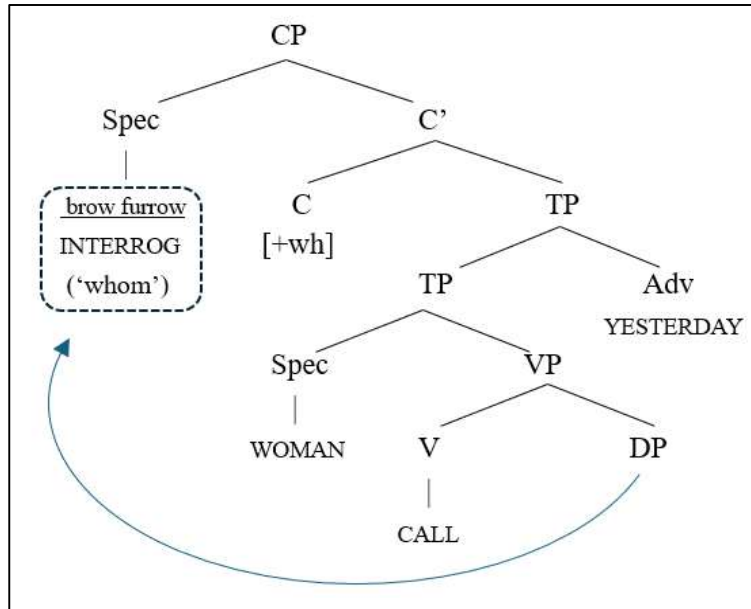 CP
Spec C’
brow furrow
INTERROG
(‘whom’)
C TP
[+wh]
TP Adv
YESTERDAY
Spec VP
WOMAN
V DP
CALL